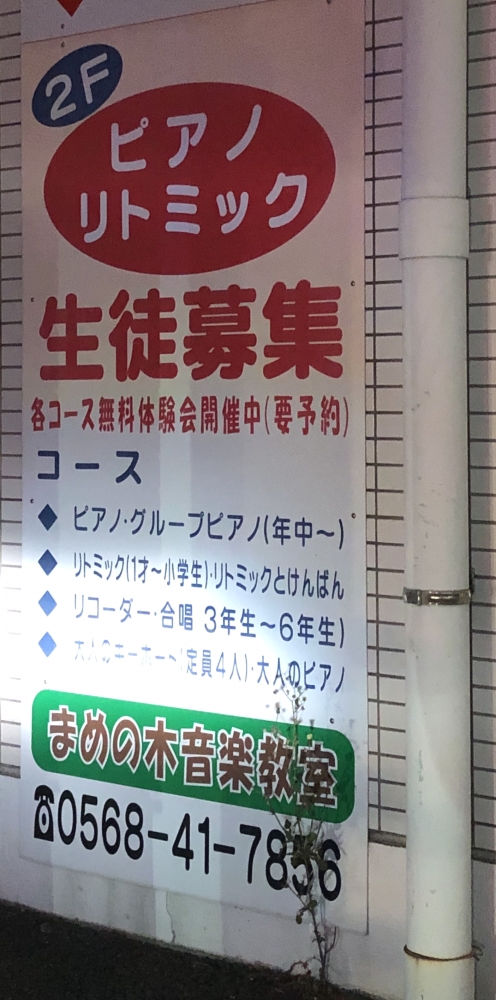 2F
ピアノ
リトミック
生徒募集
各コース無料体験会開催中(要予約)
コース
◆ ピアノ・グループピアノ(年中〜)
◆ リトミック(1才〜小学生)・リトミックとけんばん
◆ リコーダー・合唱 3年生〜6年生)
◆ 大人のキーボード(定員4人)・大人のピアノ
まめの木音楽教室
☎0568-41-7856